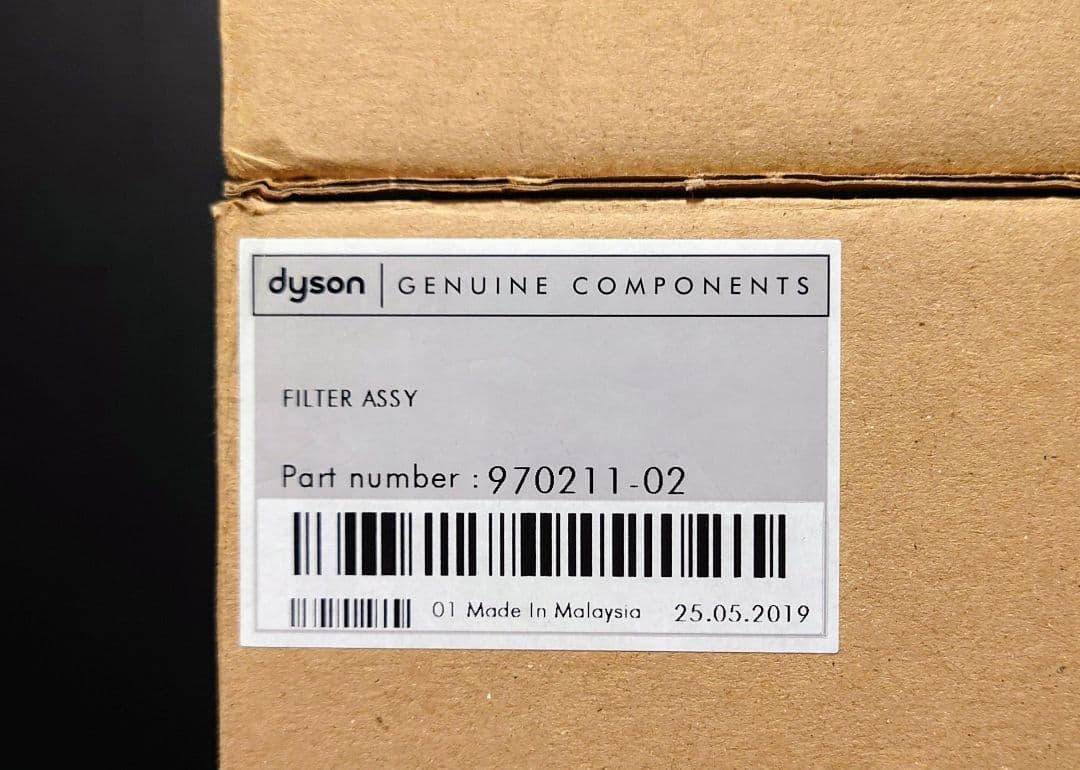 dyson | GENUINE COMPONENTS
FILTER ASSY
Part number : 970211-02
01 Made In Malaysia 25.05.2019